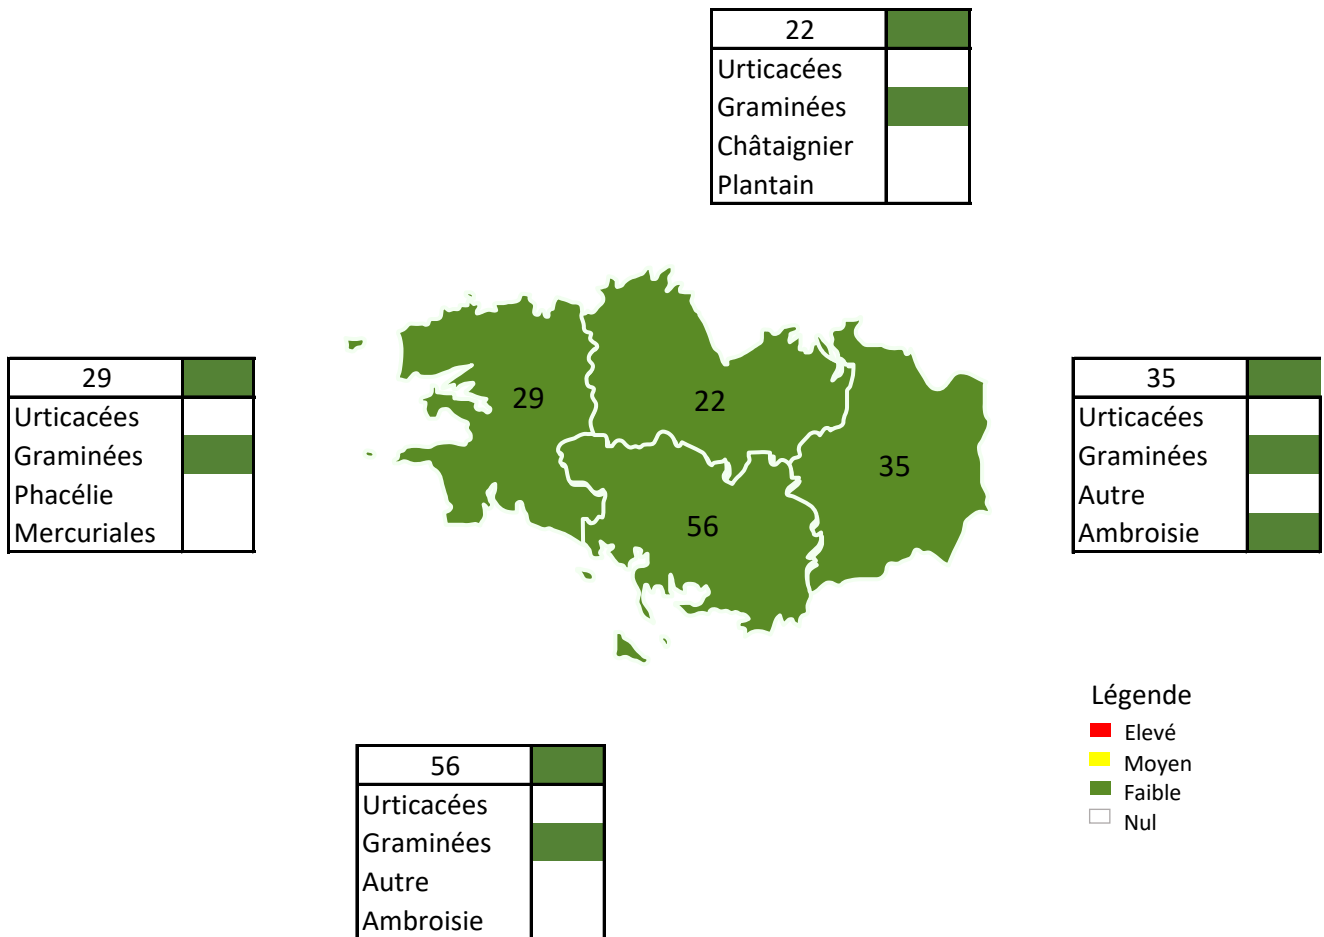 22
Urticacées
Graminées
Châtaignier
Plantain
29
Urticacées
Graminées
Phacélie
Mercuriales
29
22
35
56
35
Urticacées
Graminées
Autre
Ambroisie
56
Urticacées
Graminées
Autre
Ambroisie
Légende
Elevé
Moyen
Faible
Nul